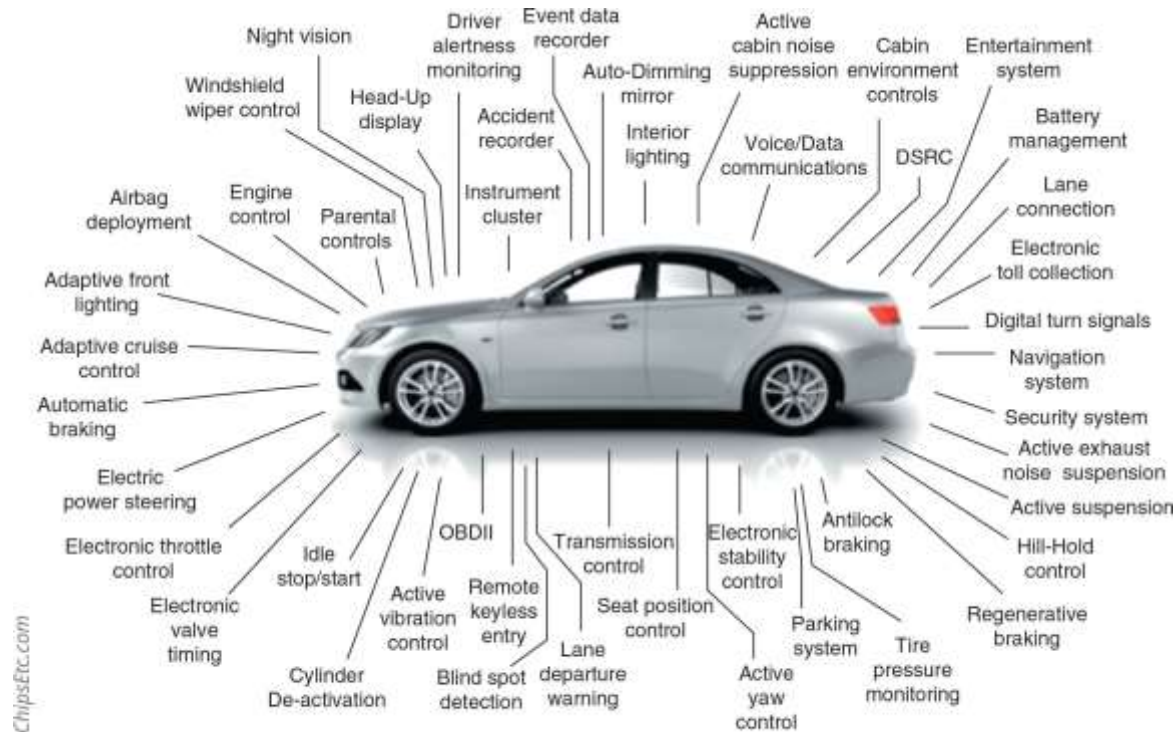 Night vision
Windshield
wiper control
Head-Up
display
Driver
alertness
monitoring
Event data
recorder
Accident
recorder
Auto-Dimming
mirror
Interior
lighting
Active
cabin noise
suppression
Voice/Data
communications
Cabin
environment
controls
DSRC
Entertainment
system
Battery
management
Lane
connection
Electronic
toll collection
Digital turn signals
Navigation
system
Security system
Active exhaust
noise suspension
Active suspension
Hill-Hold
control
Regenerative
braking
Antilock
braking
Tire
pressure
monitoring
Parking
system
Electronic
stability
control
Active
yaw
control
Seat position
control
Transmission
control
Lane
departure
warning
Blind spot
detection
Remote
keyless
entry
OBDII
Active
vibration
control
Cylinder
De-activation
Idle
stop/start
Electronic
valve
timing
Electronic throttle
control
Electric
power steering
Automatic
braking
Adaptive cruise
control
Adaptive front
lighting
Airbag
deployment
Engine
control
Parental
controls
Instrument
cluster
ChipsEtc.com